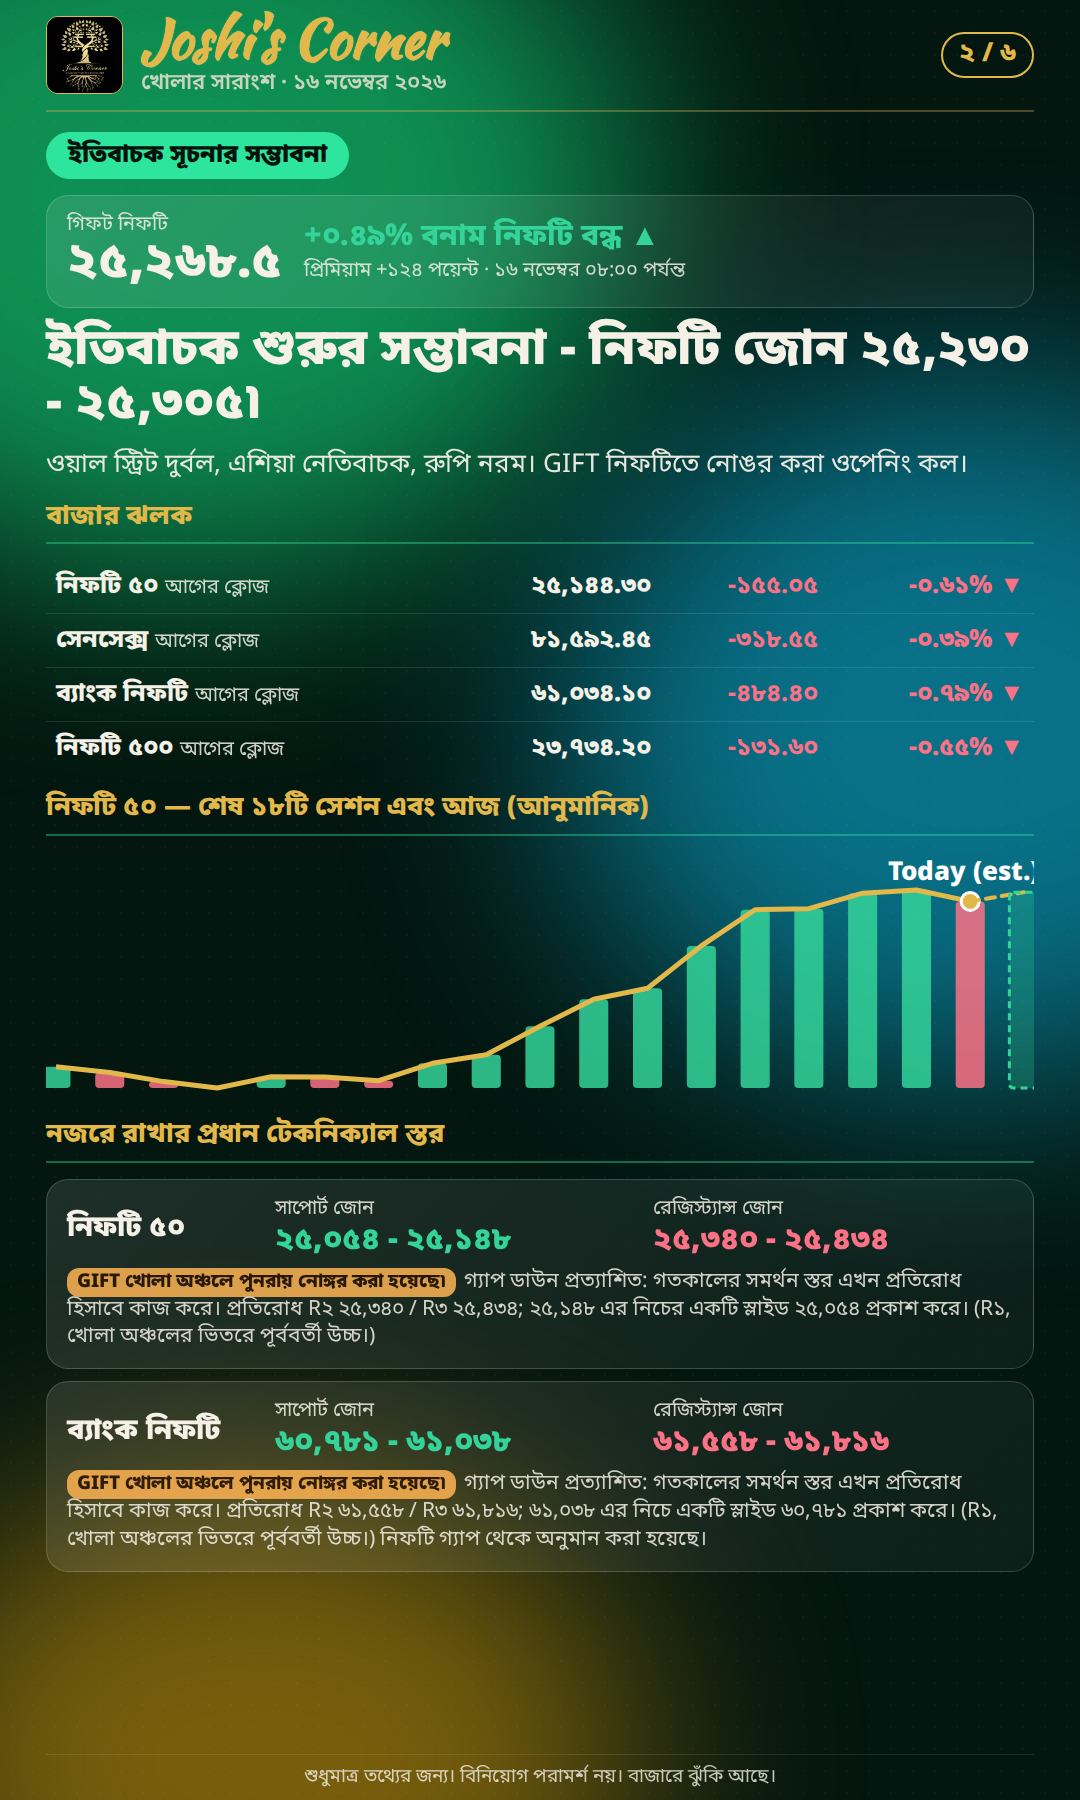 Joshi's Corner
খোলার সারাংশ · ১৬ নভেম্বর ২০২৬
২ / ৬
ইতিবাচক সূচনার সম্ভাবনা
গিফট নিফটি
২৫,২৬৮.৫
+০.৪৯% বনাম নিফটি বন্ধ ▲
প্রিমিয়াম +১২৪ পয়েন্ট · ১৬ নভেম্বর ০৮:০০ পর্যন্ত
ইতিবাচক শুরুর সম্ভাবনা - নিফটি জোন ২৫,২৩০
- ২৫,৩০৫।
ওয়াল স্ট্রিট দুর্বল, এশিয়া নেতিবাচক, রুপি নরম। GIFT নিফটিতে নোঙর করা ওপেনিং কল।
বাজার ঝলক
নিফটি ৫০ আগের ক্লোজ ২৫,১৪৪.৩০ -১৫৫.০৫ -০.৬১% ▼
সেনসেক্স আগের ক্লোজ ৮১,৫৯২.৪৫ -৩১৮.৫৫ -০.৩৯% ▼
ব্যাংক নিফটি আগের ক্লোজ ৬১,০৩৪.১০ -৪৮৪.৪০ -০.৭৯% ▼
নিফটি ৫০০ আগের ক্লোজ ২৩,৭৩৪.২০ -১৩১.৬০ -০.৫৫% ▼
নিফটি ৫০ — শেষ ১৮টি সেশন এবং আজ (আনুমানিক)
Today (est.)
নজরে রাখার প্রধান টেকনিক্যাল স্তর
নিফটি ৫০
সাপোর্ট জোন
২৫,০৫৪ - ২৫,১৪৮
রেজিস্ট্যান্স জোন
২৫,৩৪০ - ২৫,৪৩৪
GIFT খোলা অঞ্চলে পুনরায় নোঙ্গর করা হয়েছে। গ্যাপ ডাউন প্রত্যাশিত: গতকালের সমর্থন স্তর এখন প্রতিরোধ
হিসাবে কাজ করে। প্রতিরোধ R২ ২৫,৩৪০ / R৩ ২৫,৪৩৪; ২৫,১৪৮ এর নিচের একটি স্লাইড ২৫,০৫৪ প্রকাশ করে। (R১,
খোলা অঞ্চলের ভিতরে পূর্ববর্তী উচ্চ।)
ব্যাংক নিফটি
সাপোর্ট জোন
৬০,৭৮১ - ৬১,০৩৮
রেজিস্ট্যান্স জোন
৬১,৫৫৮ - ৬১,৮১৬
GIFT খোলা অঞ্চলে পুনরায় নোঙ্গর করা হয়েছে। গ্যাপ ডাউন প্রত্যাশিত: গতকালের সমর্থন স্তর এখন প্রতিরোধ
হিসাবে কাজ করে। প্রতিরোধ R২ ৬১,৫৫৮ / R৩ ৬১,৮১৬; ৬১,০৩৮ এর নিচে একটি স্লাইড ৬০,৭৮১ প্রকাশ করে। (R১,
খোলা অঞ্চলের ভিতরে পূর্ববর্তী উচ্চ।) নিফটি গ্যাপ থেকে অনুমান করা হয়েছে।
শুধুমাত্র তথ্যের জন্য। বিনিয়োগ পরামর্শ নয়। বাজারে ঝুঁকি আছে।